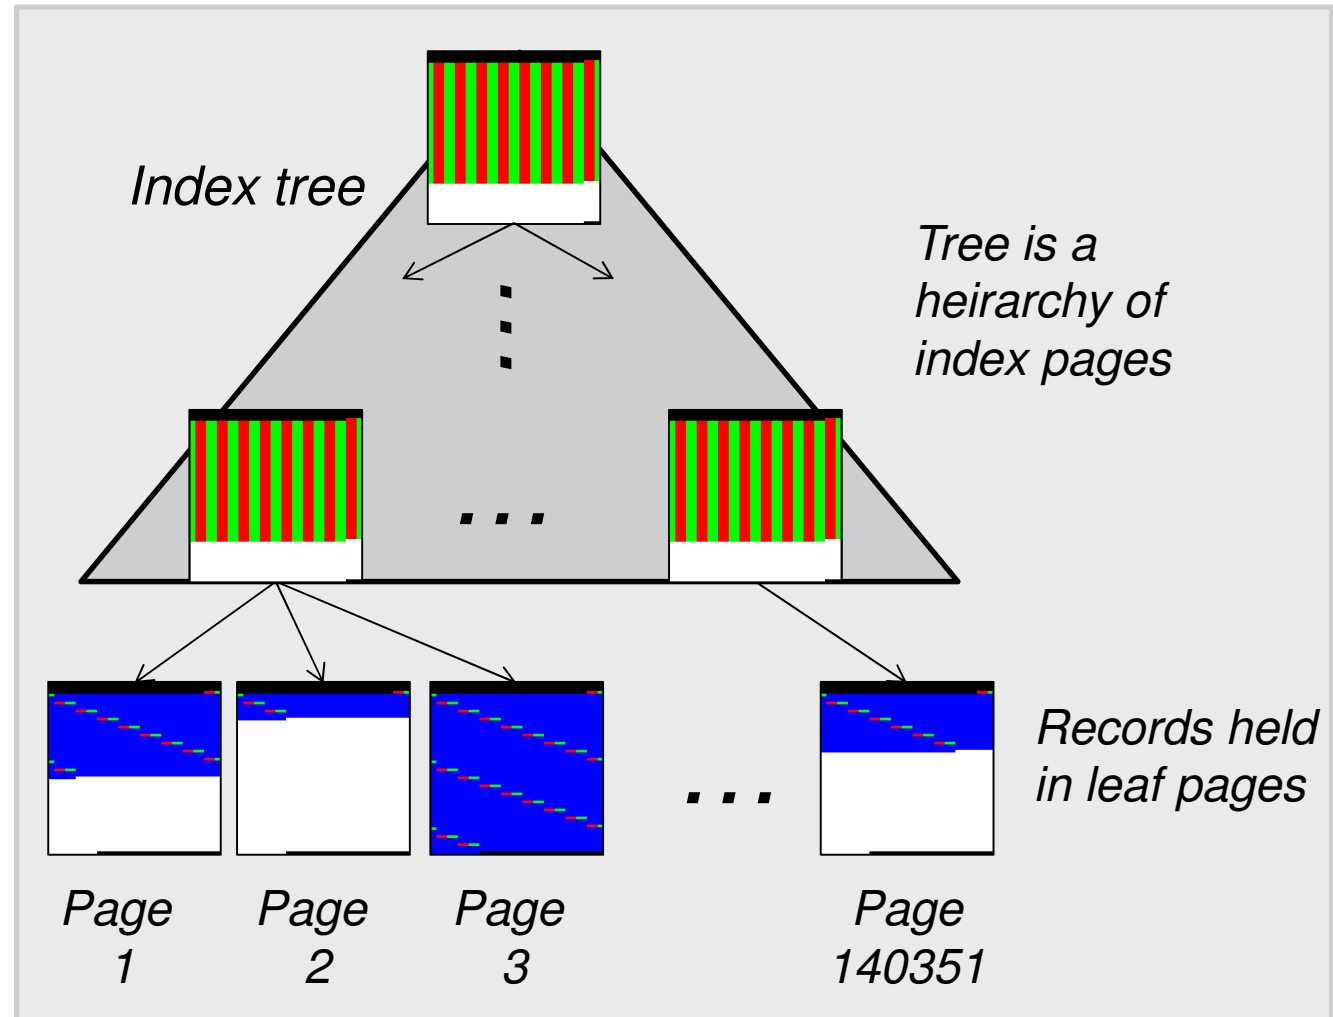 Index tree
Tree is a
heirarchy of
index pages
. . .
. . .
Records held
in leaf pages
. . .
Page
1
Page
2
Page
3
Page
140351